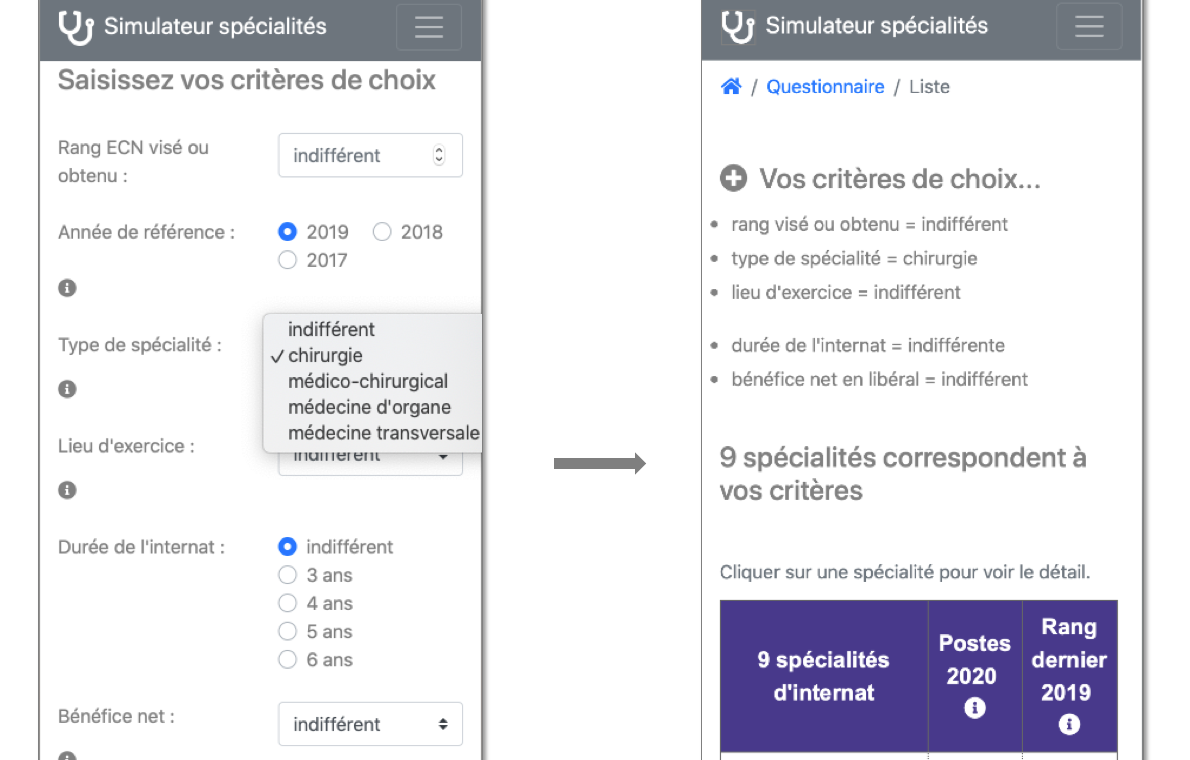 Simulateur spécialités
Saisissez vos critères de choix
Rang ECN visé ou
obtenu :
indifférent
Année de référence :
2019
2018
2017
Type de spécialité :
indifférent
✓ chirurgie
médico-chirurgical
médecine d'organe
médecine transversale
Lieu d'exercice :
indifférent
Durée de l'internat :
indifférent
3 ans
4 ans
5 ans
6 ans
Bénéfice net :
indifférent
Simulateur spécialités
/ Questionnaire / Liste
Vos critères de choix...
• rang visé ou obtenu = indifférent
• type de spécialité = chirurgie
• lieu d'exercice = indifférent
• durée de l'internat = indifférente
• bénéfice net en libéral = indifférent
9 spécialités correspondent à
vos critères
Cliquer sur une spécialité pour voir le détail.
9 spécialités
d'internat
Postes
2020
Rang
dernier
2019